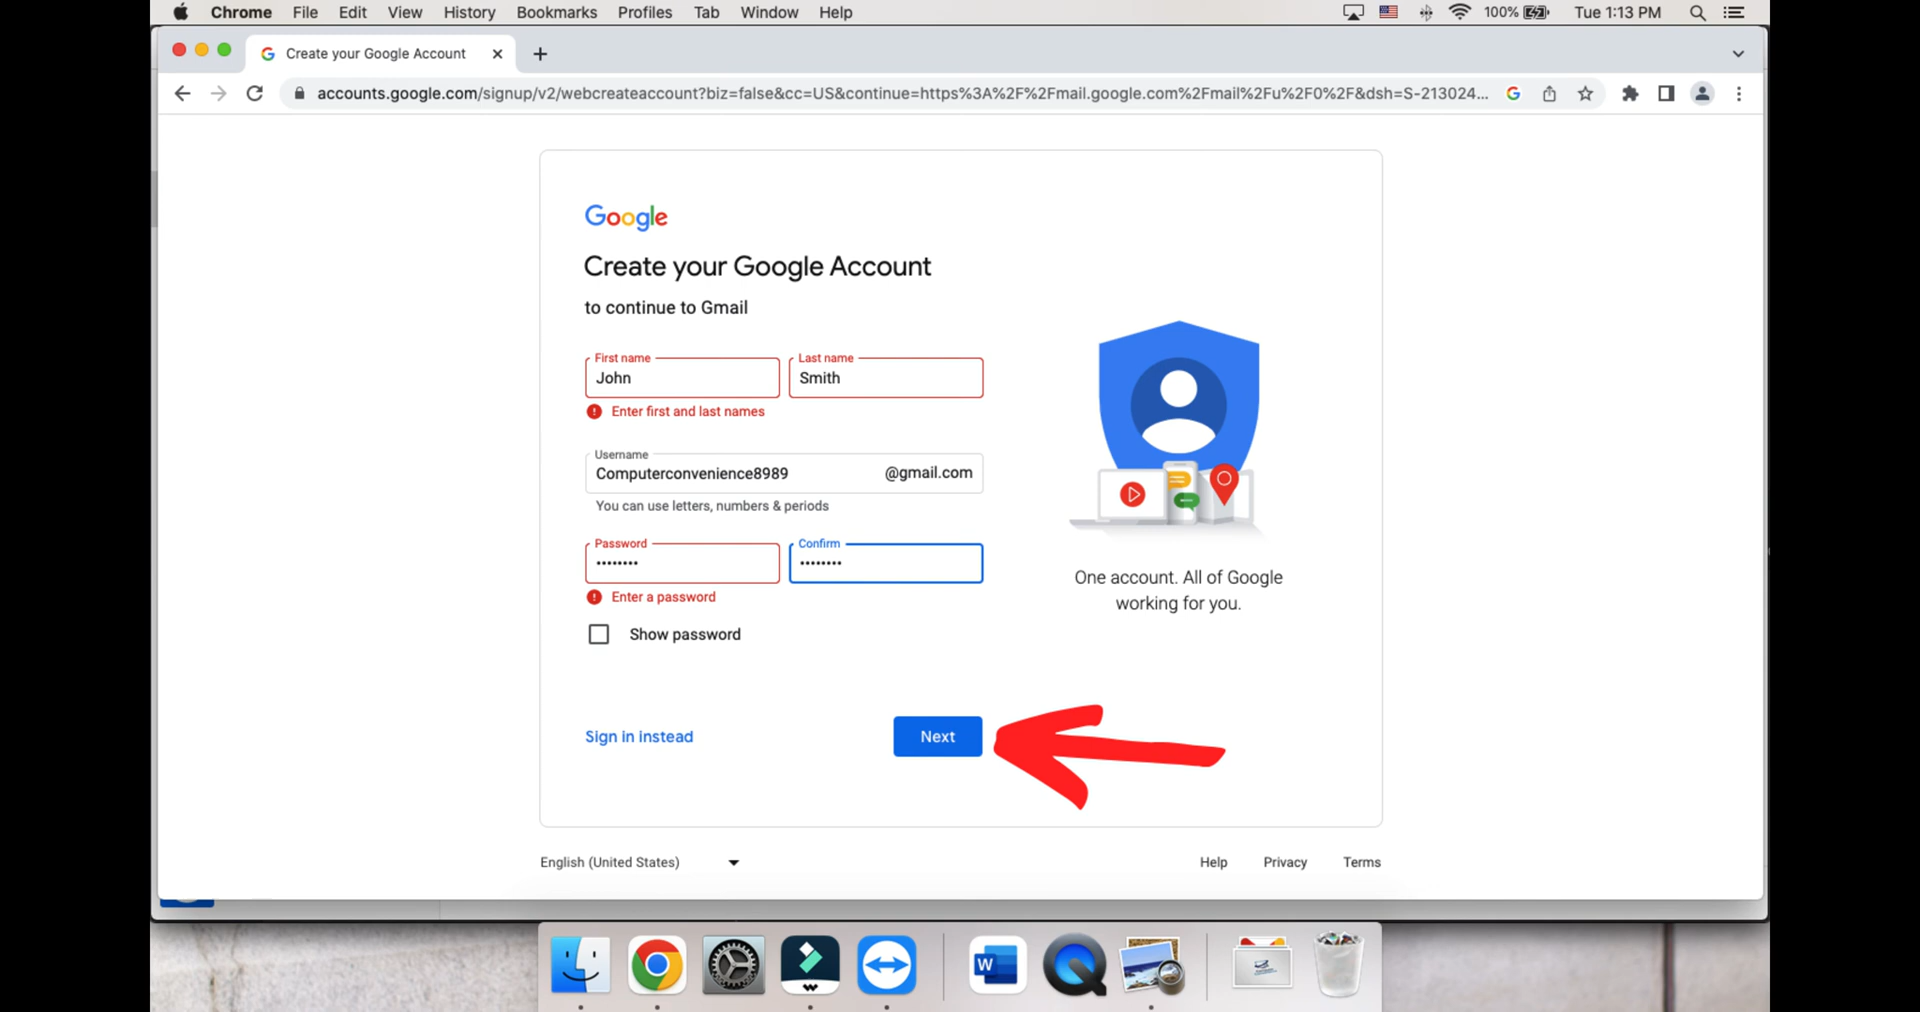 Chrome File Edit View History Bookmarks Profiles Tab Window Help 100% Tue 1:13 PM
Create your Google Account
accounts.google.com/signup/v2/webcreateaccount?biz=false&cc=US&continue=https%3A%2F%2Fmail.google.com%2Fmail%2Fu%2F0%2F&dsh=S-213024...
Google
Create your Google Account
to continue to Gmail
First name Last name
John Smith
Enter first and last names
Username
Computerconvenience8989 @gmail.com
You can use letters, numbers & periods
Password Confirm
•••••••• ••••••••
Enter a password
Show password
One account. All of Google
working for you.
Sign in instead Next
English (United States) Help Privacy Terms
W